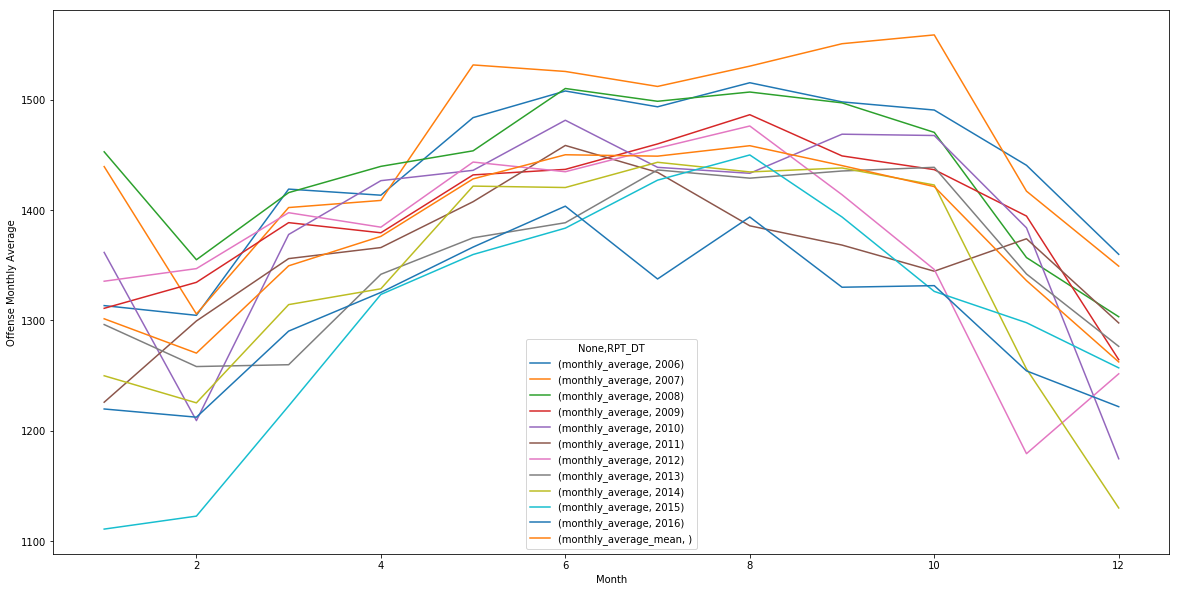 1500
1400
1300
1200
1100
Offense Monthly Average
None,RPT_DT
(monthly_average, 2006)
(monthly_average, 2007)
(monthly_average, 2008)
(monthly_average, 2009)
(monthly_average, 2010)
(monthly_average, 2011)
(monthly_average, 2012)
(monthly_average, 2013)
(monthly_average, 2014)
(monthly_average, 2015)
(monthly_average, 2016)
(monthly_average_mean, )
2 4 6 8 10 12
Month